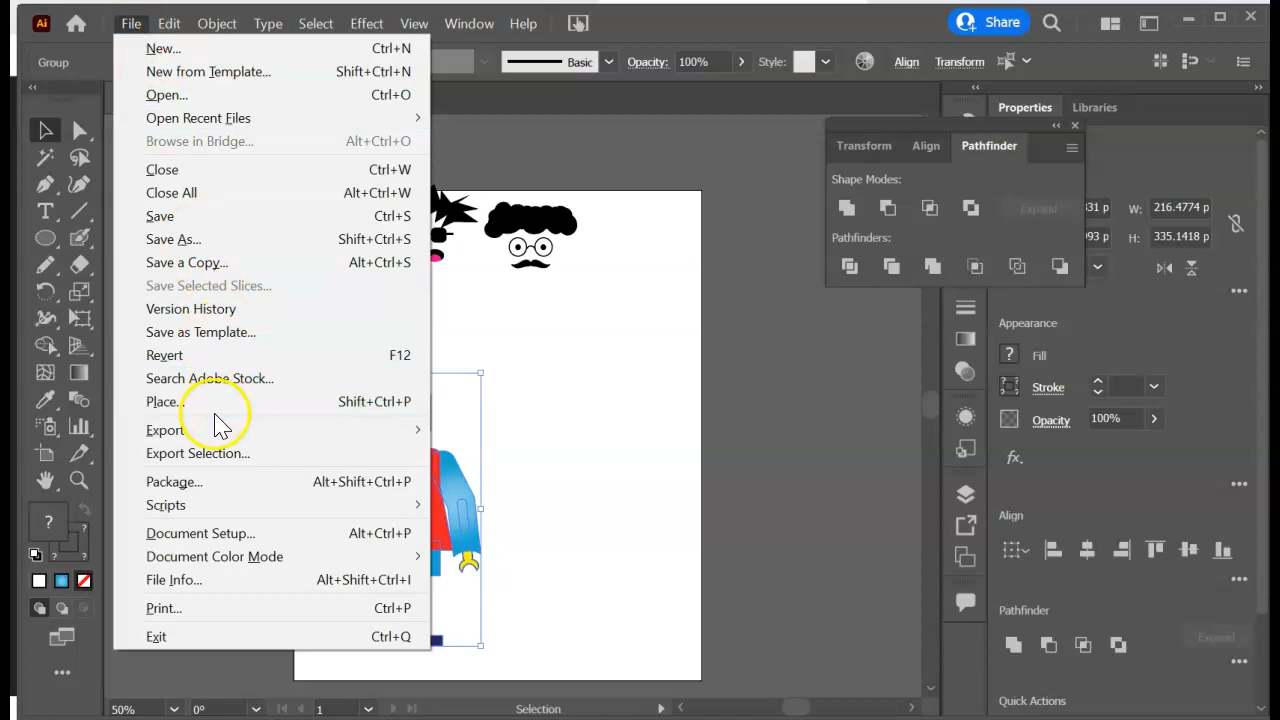 Ai File Edit Object Type Select Effect View Window Help Share
Group Basic Opacity: 100% Style: Align Transform
New... Ctrl+N
New from Template... Shift+Ctrl+N
Open... Ctrl+O
Open Recent Files
Browse in Bridge... Alt+Ctrl+O
Close Ctrl+W
Close All Alt+Ctrl+W
Save Ctrl+S
Save As... Shift+Ctrl+S
Save a Copy... Alt+Ctrl+S
Save Selected Slices...
Version History
Save as Template...
Revert F12
Search Adobe Stock...
Place... Shift+Ctrl+P
Export
Export Selection...
Package... Alt+Shift+Ctrl+P
Scripts
Document Setup... Alt+Ctrl+P
Document Color Mode
File Info... Alt+Shift+Ctrl+I
Print... Ctrl+P
Exit Ctrl+Q
Transform Align Pathfinder
Shape Modes:
Expand
Pathfinders:
Properties Libraries
W: 216.4774 p
H: 335.1418 p
Appearance
? Fill
Stroke
Opacity 100%
fx.
Align
Pathfinder
Expand
Quick Actions
50% 0° 1 Selection